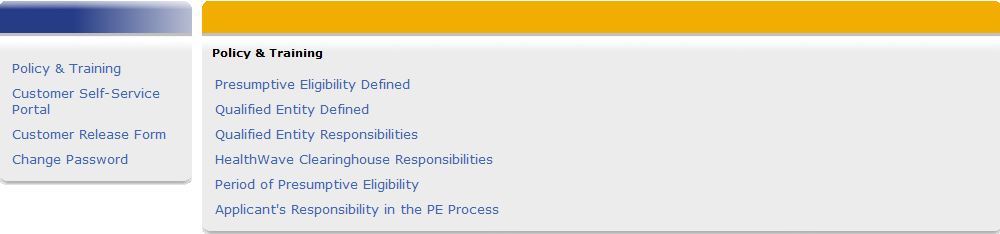 Policy & Training
Customer Self-Service
Portal
Customer Release Form
Change Password
Policy & Training
Presumptive Eligibility Defined
Qualified Entity Defined
Qualified Entity Responsibilities
HealthWave Clearinghouse Responsibilities
Period of Presumptive Eligibility
Applicant's Responsibility in the PE Process